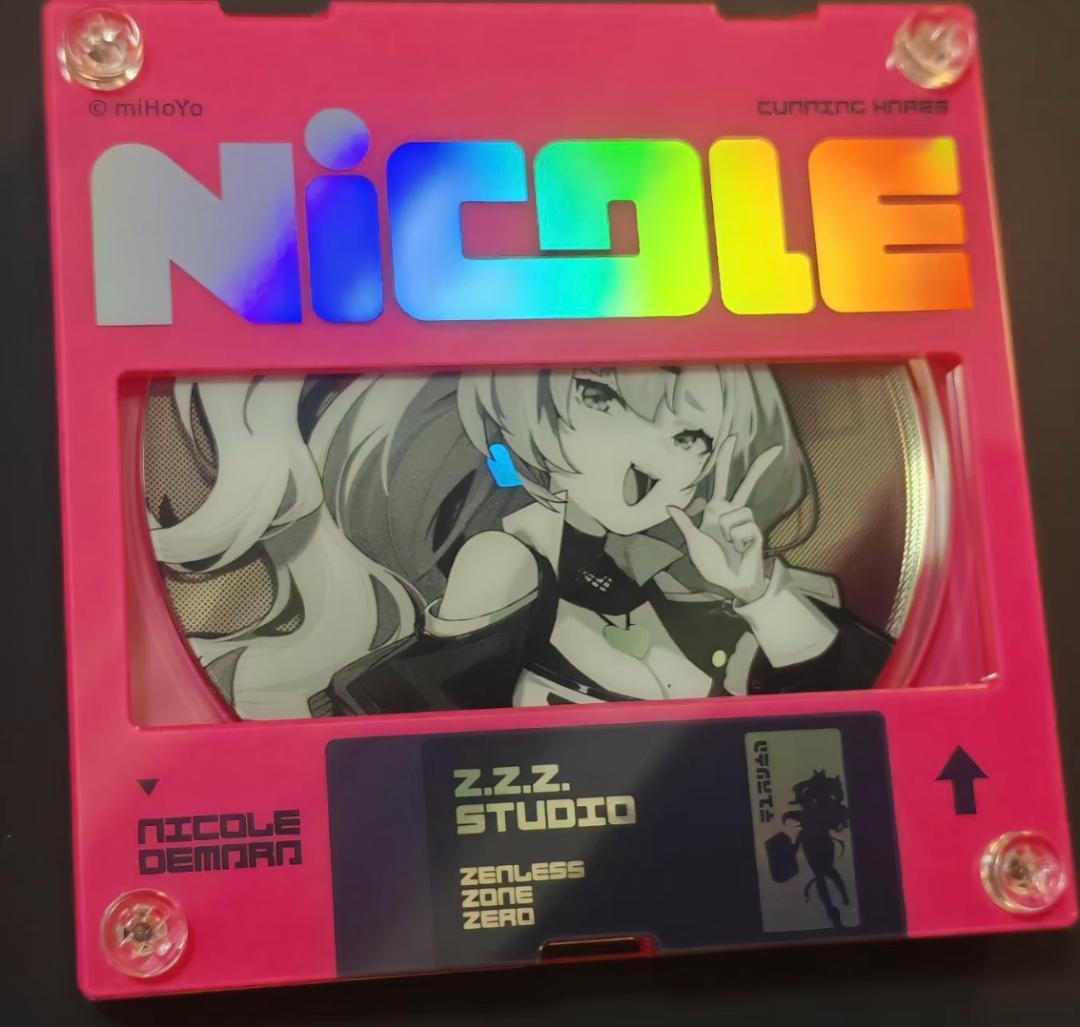 © miHoYo
CUNNING HARES
NiCOLE
NICOLE
DEMARA
Z.Z.Z.
STUDIO
ZENLESS
ZONE
ZERO